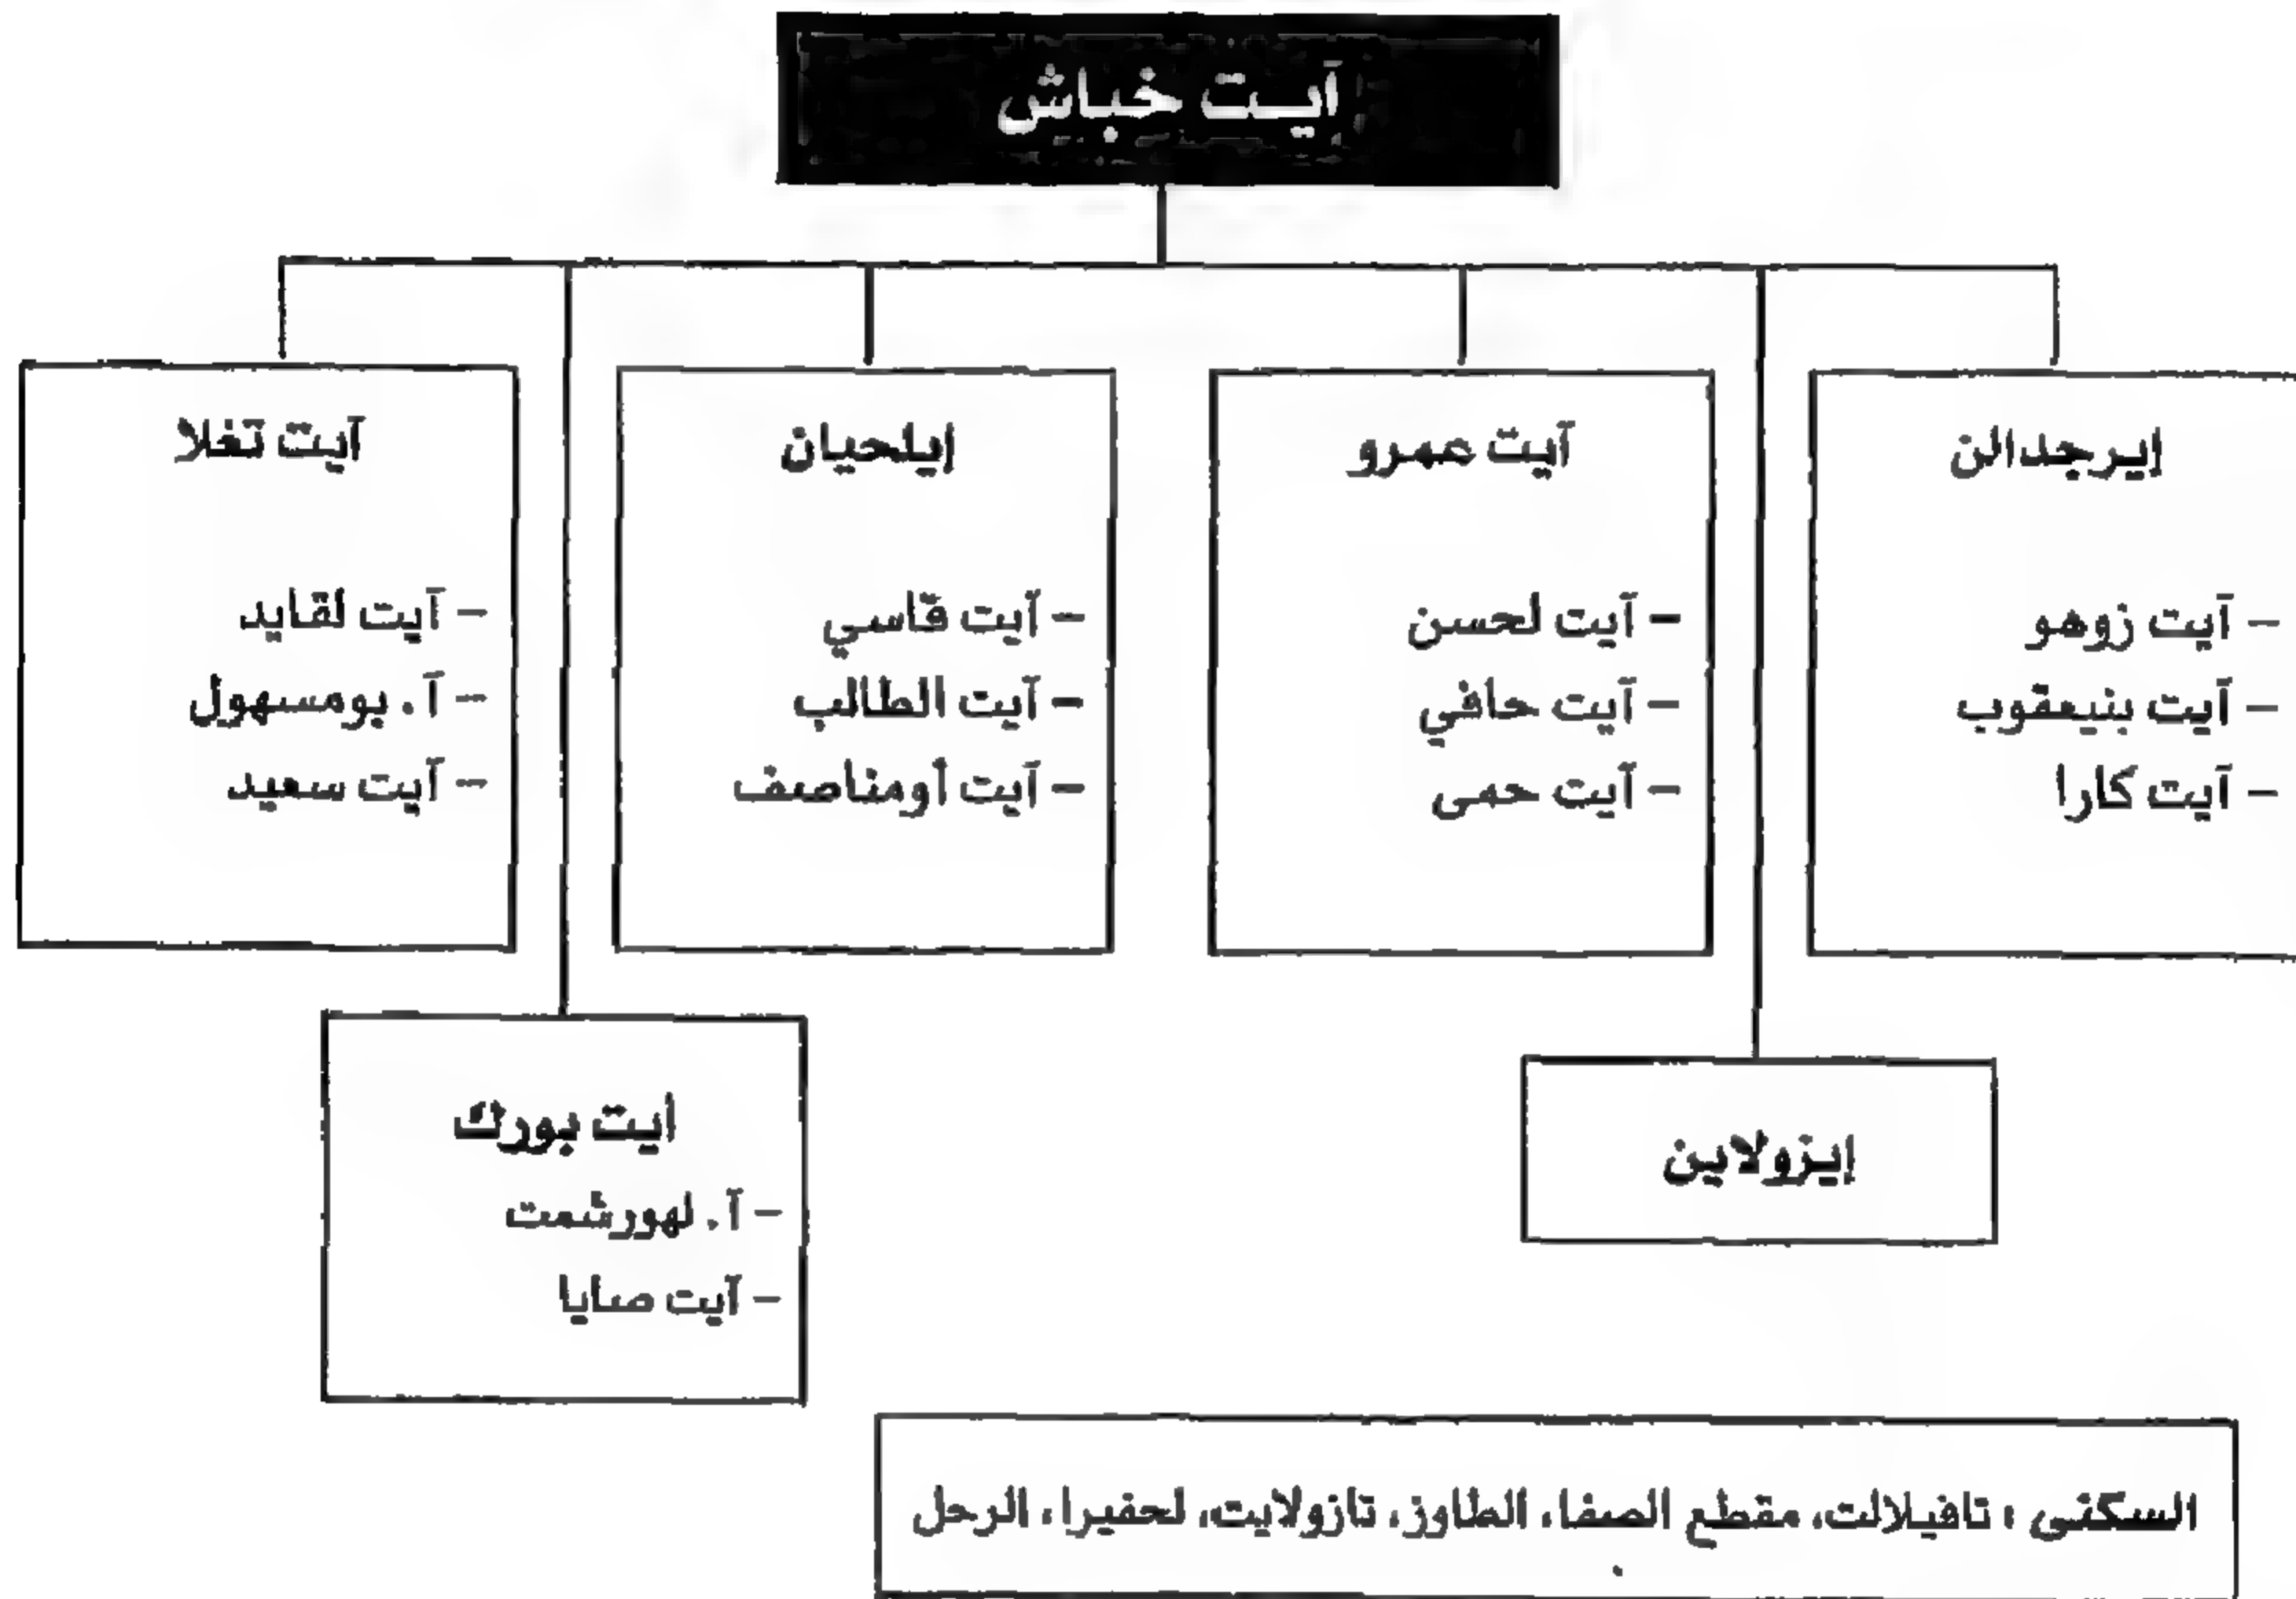 آيت خباش
إيرجدالن
– آيت زوهو
– آيت بنيعقوب
– آيت كارا
آيت عمرو
– آيت لحسن
– آيت حافي
– آيت حمى
إيلحيان
– آيت قاسي
– آيت الطالب
– آيت أومناصف
آيت تغلا
– آيت لقايد
– آ. بومسهول
– آيت سعيد
إيزولاين
آيت بورك
– آ. لهورشمت
– آيت صايا
السكنى : تافيلالت، مقطع الصفا، الطاوز، تازولايت، لحفيرا، الرحل